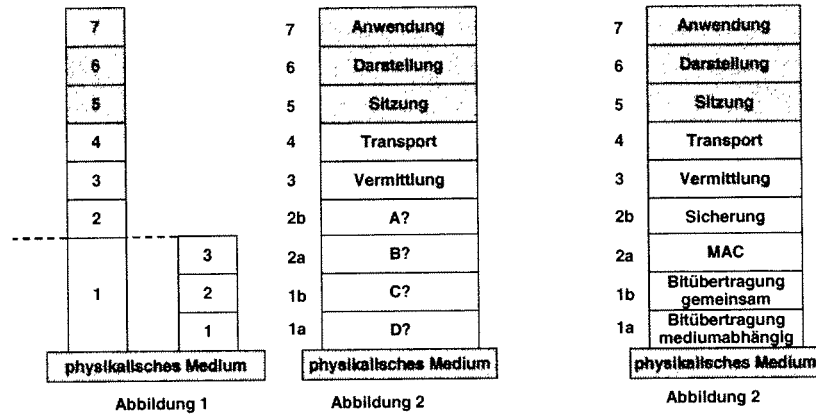 7
6
5
4
3
2
1
3
2
1
physikalisches Medium
Abbildung 1
7 Anwendung
6 Darstellung
5 Sitzung
4 Transport
3 Vermittlung
2b A?
2a B?
1b C?
1a D?
physikalisches Medium
Abbildung 2
7 Anwendung
6 Darstellung
5 Sitzung
4 Transport
3 Vermittlung
2b Sicherung
2a MAC
1b Bitübertragung
gemeinsam
1a Bitübertragung
mediumabhängig
physikalisches Medium
Abbildung 2